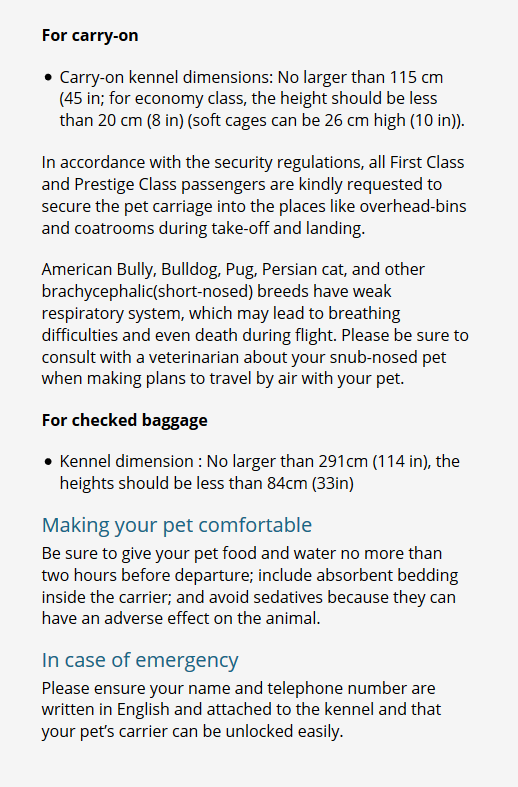 For carry-on
• Carry-on kennel dimensions: No larger than 115 cm
(45 in; for economy class, the height should be less
than 20 cm (8 in) (soft cages can be 26 cm high (10 in)).
In accordance with the security regulations, all First Class
and Prestige Class passengers are kindly requested to
secure the pet carriage into the places like overhead-bins
and coatrooms during take-off and landing.
American Bully, Bulldog, Pug, Persian cat, and other
brachycephalic(short-nosed) breeds have weak
respiratory system, which may lead to breathing
difficulties and even death during flight. Please be sure to
consult with a veterinarian about your snub-nosed pet
when making plans to travel by air with your pet.
For checked baggage
• Kennel dimension : No larger than 291cm (114 in), the
heights should be less than 84cm (33in)
Making your pet comfortable
Be sure to give your pet food and water no more than
two hours before departure; include absorbent bedding
inside the carrier; and avoid sedatives because they can
have an adverse effect on the animal.
In case of emergency
Please ensure your name and telephone number are
written in English and attached to the kennel and that
your pet’s carrier can be unlocked easily.